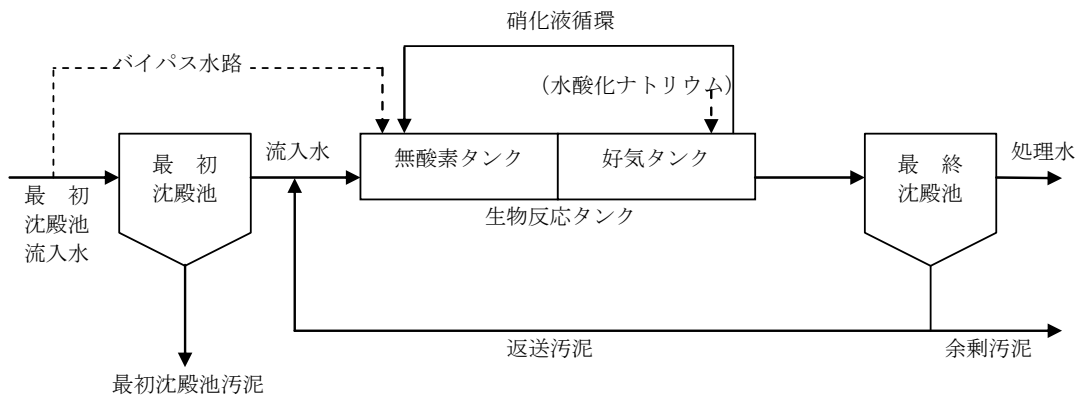 硝化液循環
バイパス水路
（水酸化ナトリウム）
最 初
沈殿池
流入水
無酸素タンク
好気タンク
最 終
沈殿池
処理水
最 初
沈殿池
流入水
生物反応タンク
返送汚泥
余剰汚泥
最初沈殿池汚泥